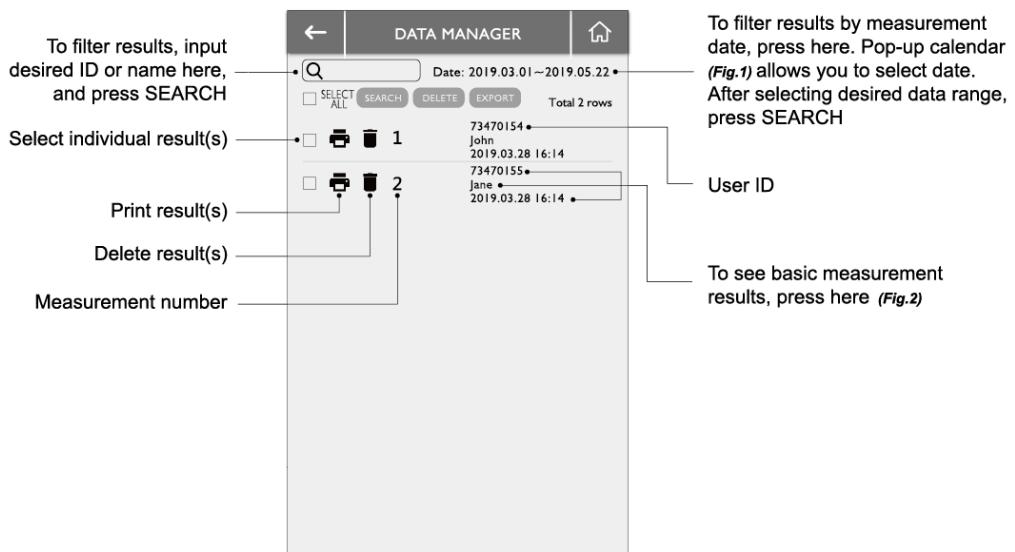 To filter results, input
desired ID or name here,
and press SEARCH
Select individual result(s)
Print result(s)
Delete result(s)
Measurement number
DATA MANAGER
Date: 2019.03.01~2019.05.22
SELECT
ALL
SEARCH
DELETE
EXPORT
Total 2 rows
1
73470154
John
2019.03.28 16:14
2
73470155
Jane
2019.03.28 16:14
To filter results by measurement
date, press here. Pop-up calendar
(Fig.1) allows you to select date.
After selecting desired data range,
press SEARCH
User ID
To see basic measurement
results, press here (Fig.2)